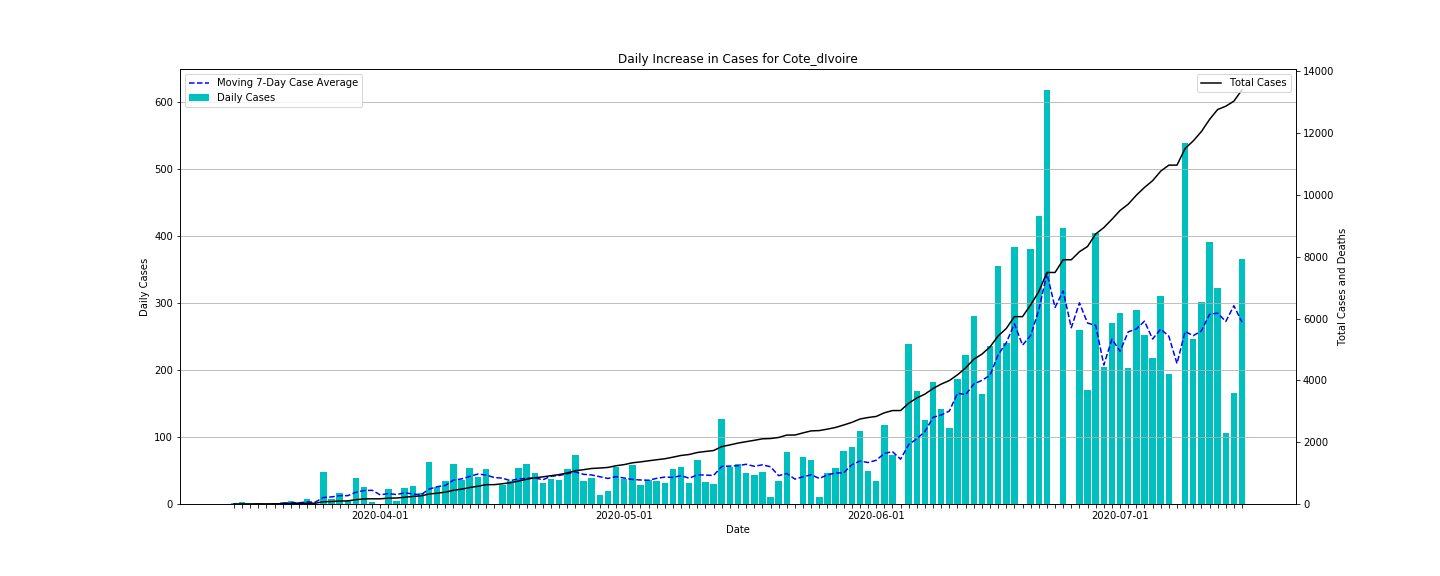 Daily Increase in Cases for Cote_dIvoire
Moving 7-Day Case Average
Daily Cases
Total Cases
600
500
400
300
200
100
0
Daily Cases
14000
12000
10000
8000
6000
4000
2000
0
Total Cases and Deaths
2020-04-01
2020-05-01
2020-06-01
2020-07-01
Date